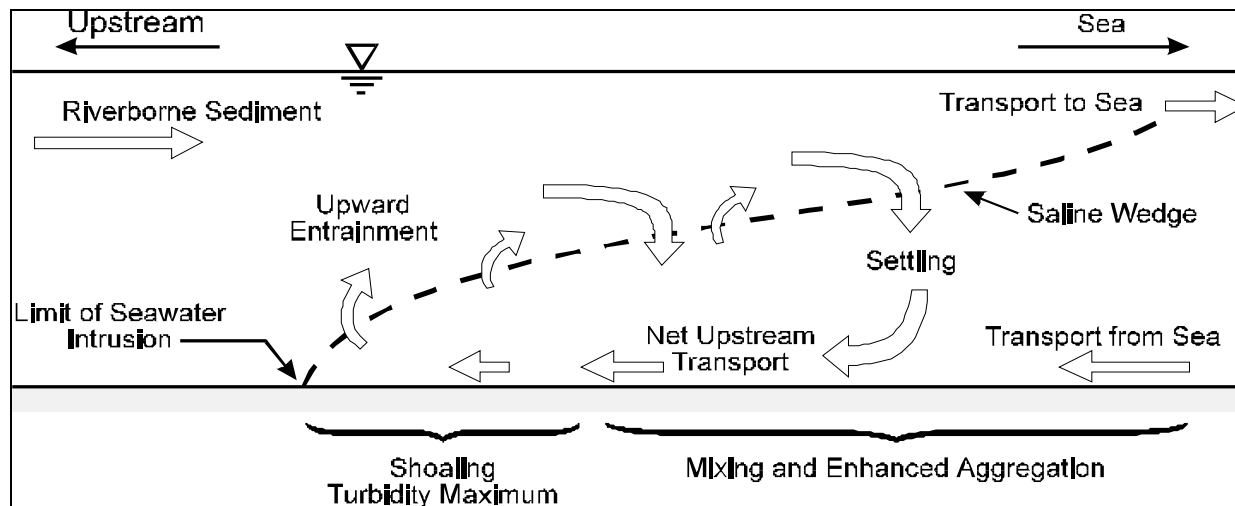 Upstream
Sea
Riverborne Sediment
Transport to Sea
Upward
Entrainment
Saline Wedge
Settling
Limit of Seawater
Intrusion
Net Upstream
Transport
Transport from Sea
Shoaling
Turbidity Maximum
Mixing and Enhanced Aggregation